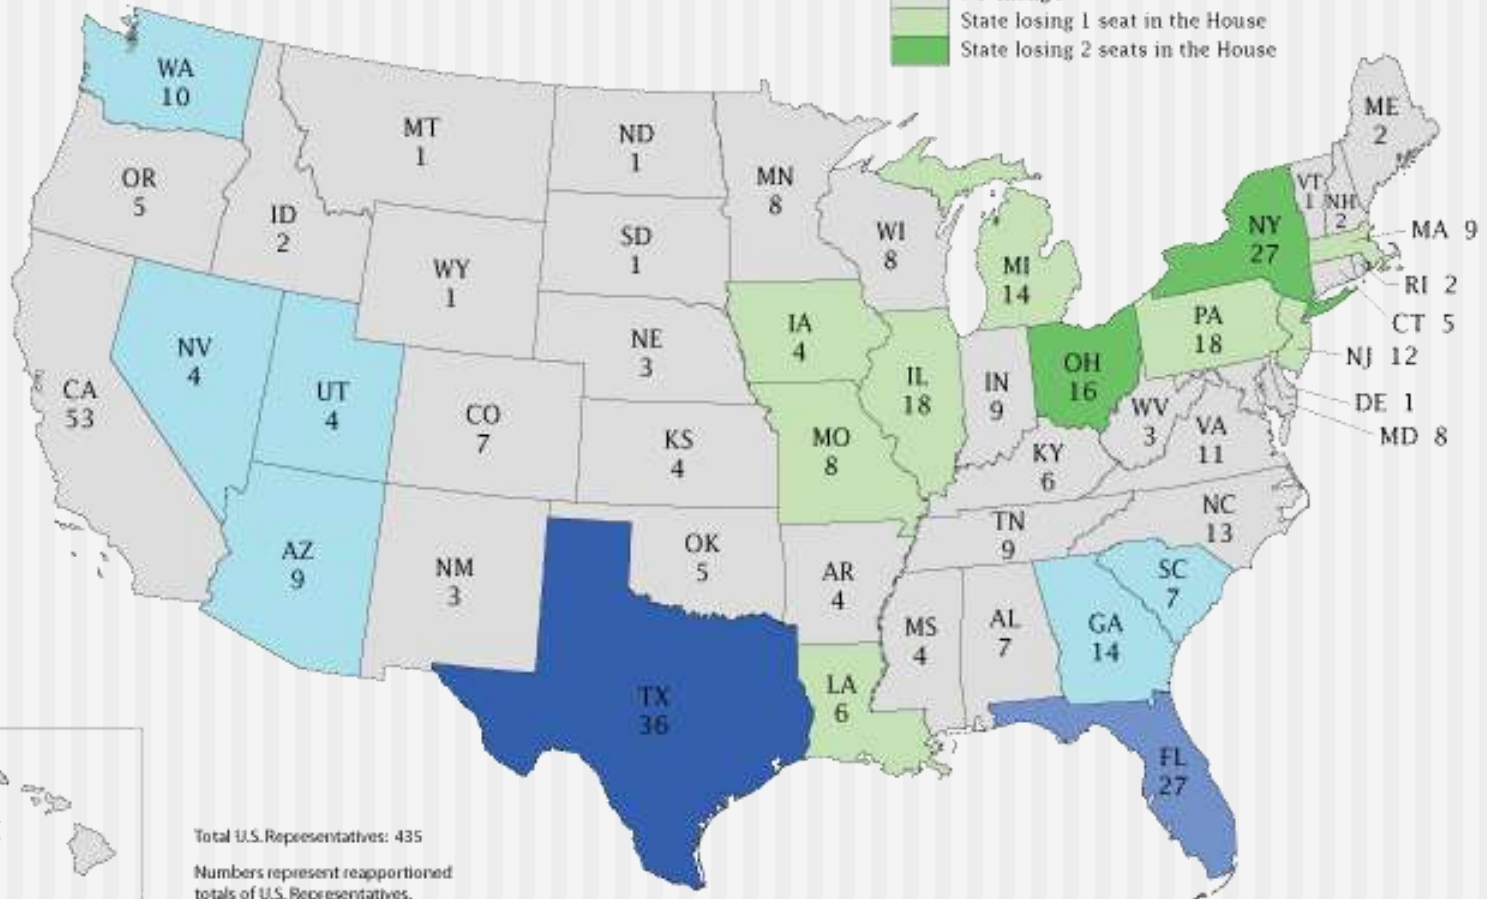 State losing 1 seat in the House
State losing 2 seats in the House
WA
10
MT
1
ND
1
MN
8
ME
2
OR
5
ID
2
VT
1
NH
2
NY
27
MA 9
WI
8
SD
1
MI
14
WY
1
RI 2
CT 5
IA
4
PA
18
NJ 12
NE
3
NV
4
OH
16
IL
18
IN
9
UT
4
CA
53
DE 1
CO
7
WV
3
MD 8
VA
11
KS
4
MO
8
KY
6
NC
13
TN
9
AZ
9
OK
5
NM
3
AR
4
SC
7
MS
4
AL
7
GA
14
TX
36
LA
6
FL
27
Total U.S. Representatives: 435
Numbers represent reapportioned
totals of U.S. Representatives.